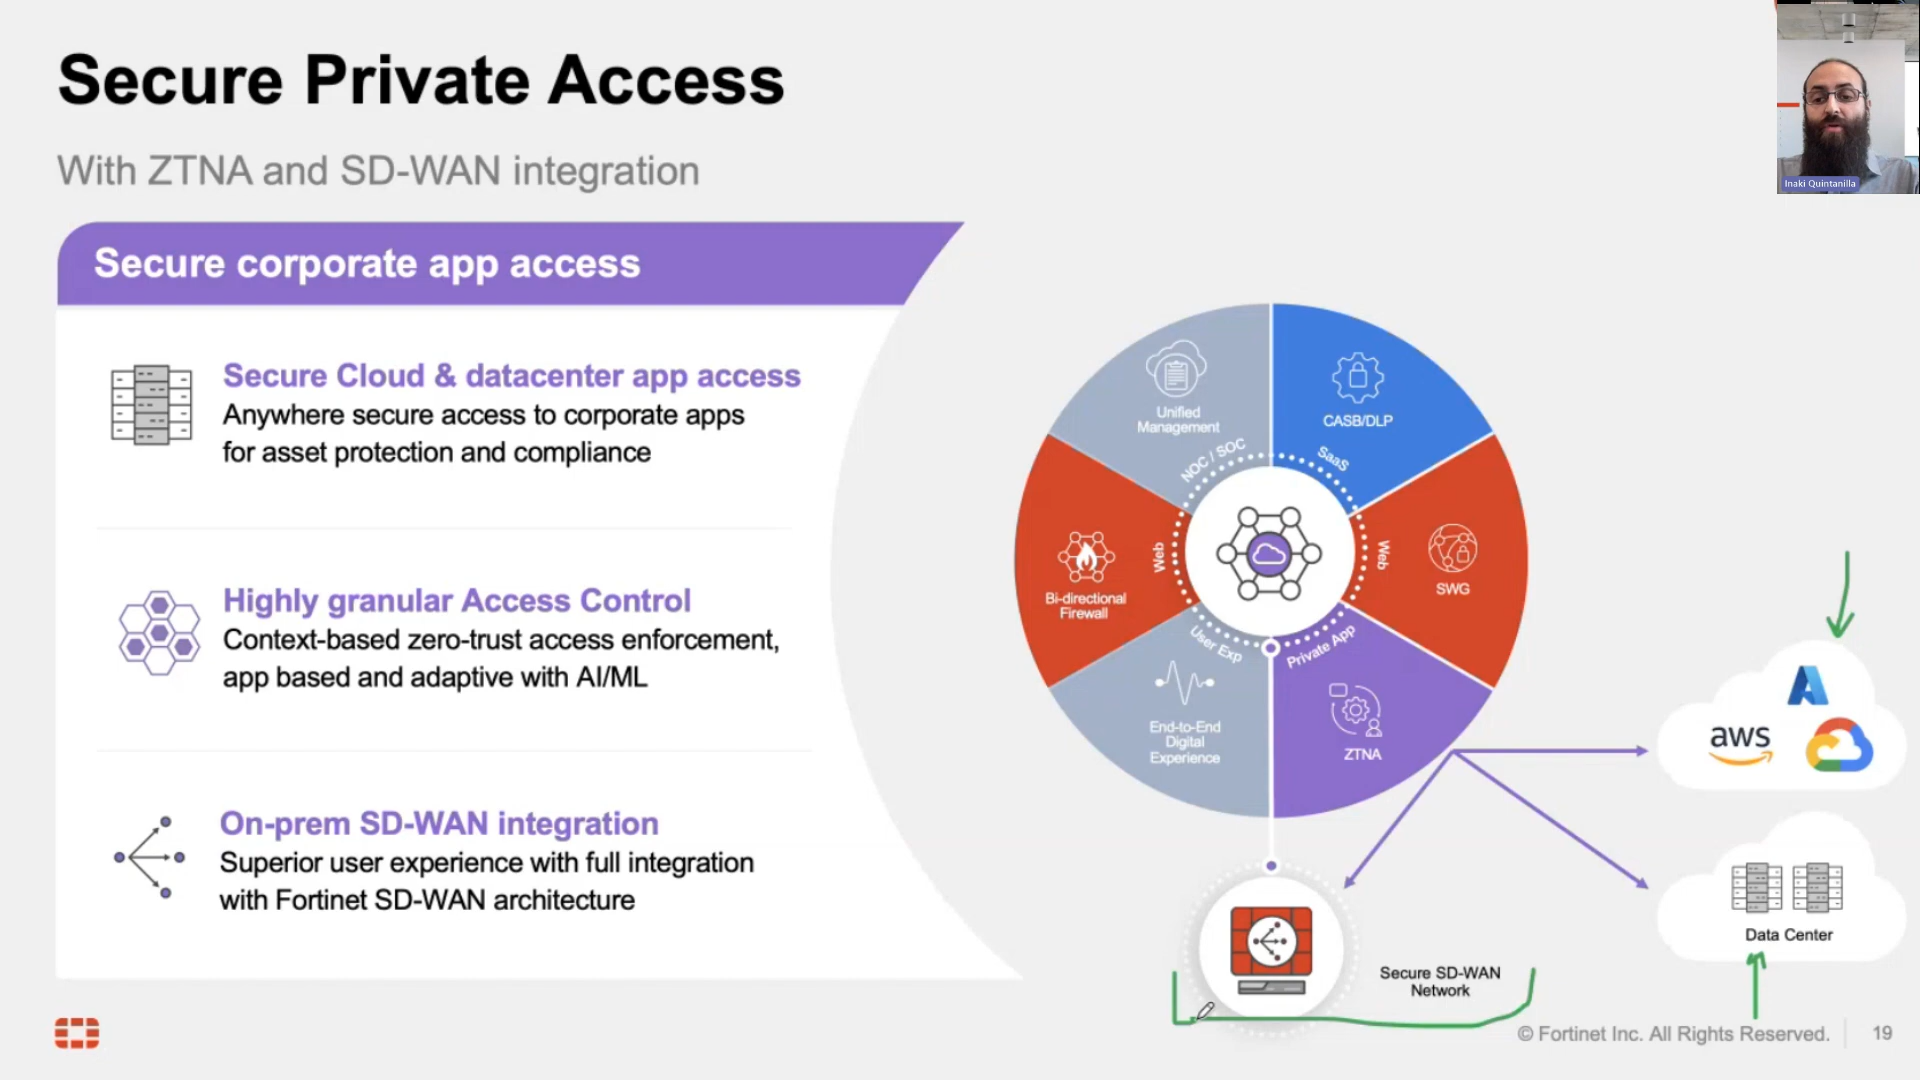 Secure Private Access
With ZTNA and SD-WAN integration
Inaki Quintanilla
Secure corporate app access
Secure Cloud & datacenter app access
Anywhere secure access to corporate apps
for asset protection and compliance
Highly granular Access Control
Context-based zero-trust access enforcement,
app based and adaptive with AI/ML
On-prem SD-WAN integration
Superior user experience with full integration
with Fortinet SD-WAN architecture
Unified
Management
NOC / SOC
CASB/DLP
SaaS
Bi-directional
Firewall
Web
Web
SWG
User Exp
Private App
End-to-End
Digital
Experience
ZTNA
aws
Data Center
Secure SD-WAN
Network
© Fortinet Inc. All Rights Reserved.
19